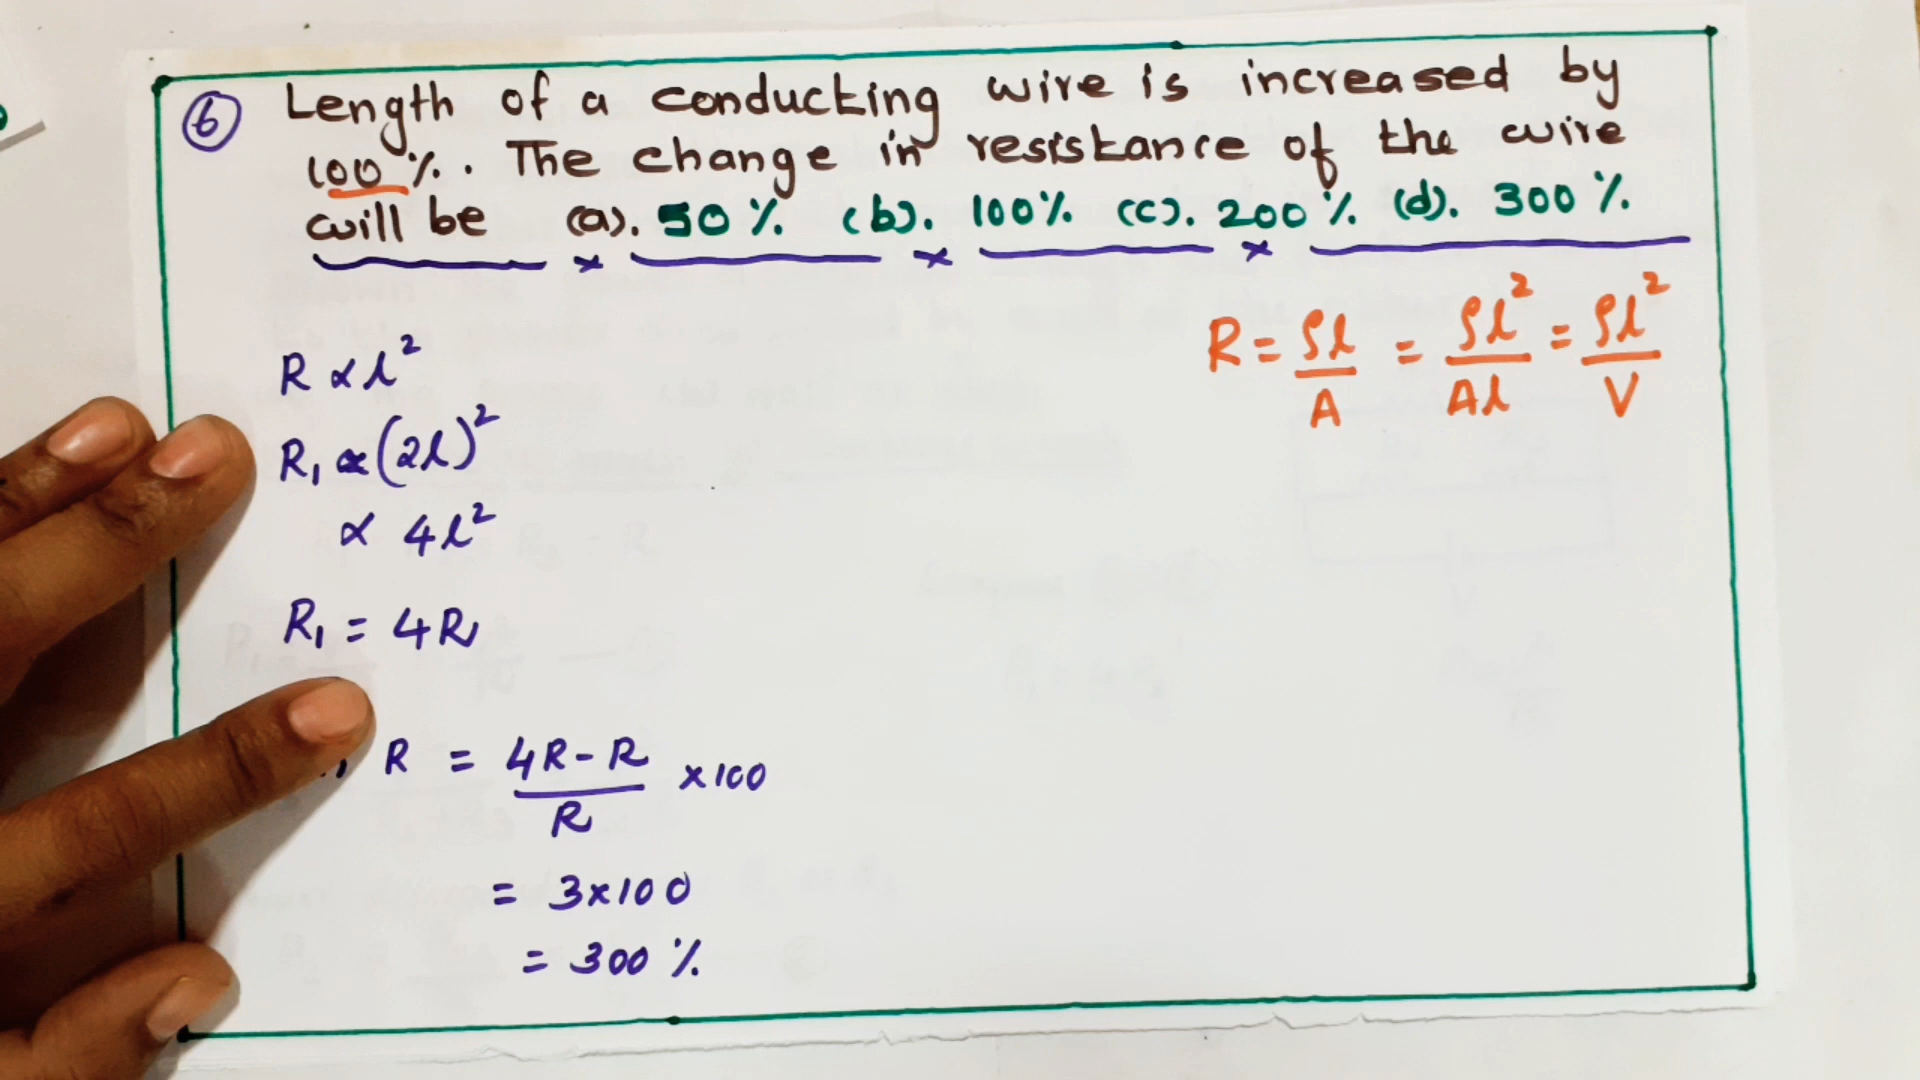 6 Length of a conducting wire is increased by
100%. The change in resistance of the wire
will be (a). 50% (b). 100% (c). 200% (d). 300%.
R = ρl/A = ρl²/Al = ρl²/V
R ∝ l²
R₁ ∝ (2l)²
∝ 4l²
R₁ = 4R
R = 4R-R/R ×100
= 3×100
= 300%